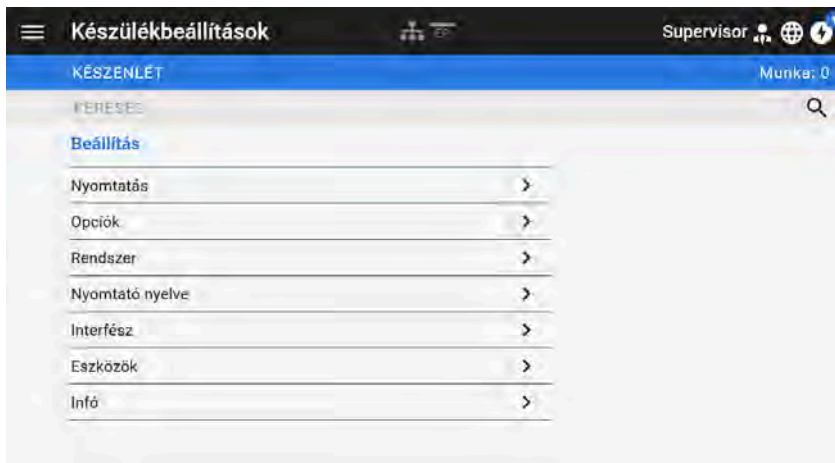 Készülékbeállítások
Supervisor
KÉSZENLÉT
Munka: 0
KERESÉS
Beállítás
Nyomtatás
Opciók
Rendszer
Nyomtató nyelve
Interfész
Eszközök
Infó